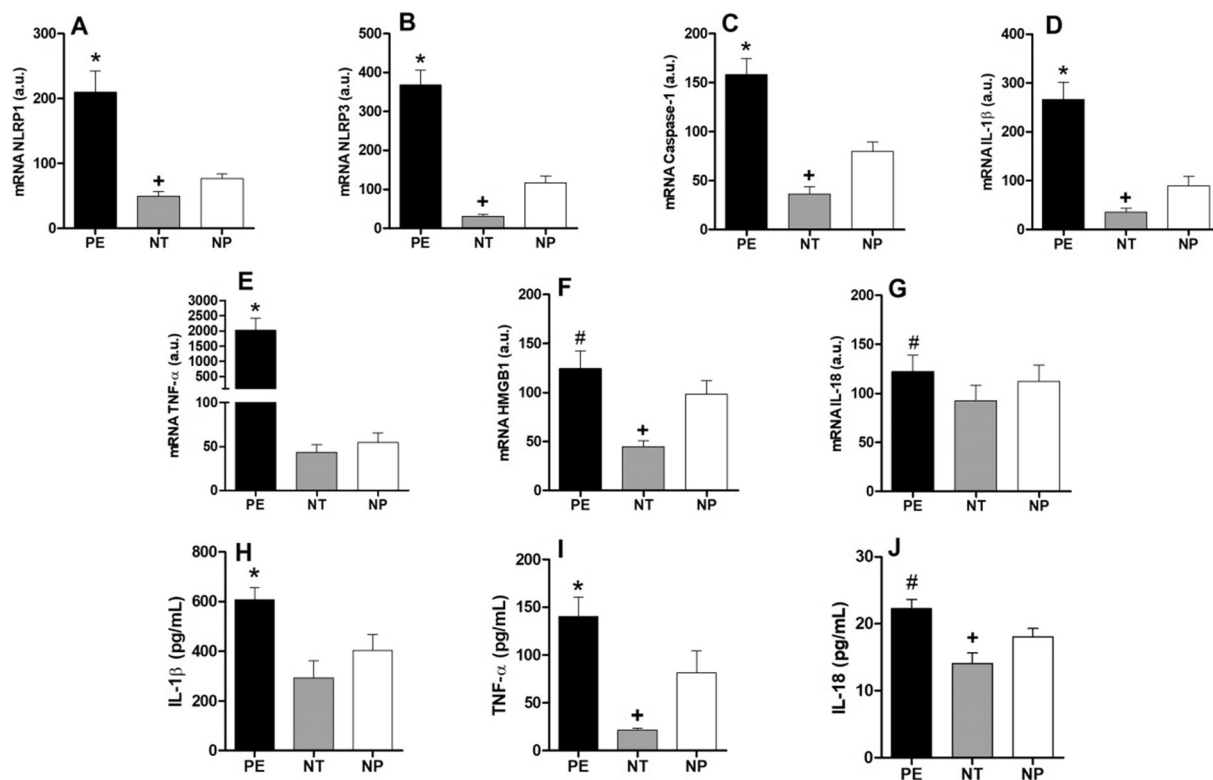 A
mRNA NLRP1 (a.u.)
300
200
100
0
*
+
PE NT NP
B
mRNA NLRP3 (a.u.)
500
400
300
200
100
0
*
+
PE NT NP
C
mRNA Caspase-1 (a.u.)
200
150
100
50
0
*
+
PE NT NP
D
mRNA IL-1β (a.u.)
400
300
200
100
0
*
+
PE NT NP
E
mRNA TNF-α (a.u.)
3000
2500
2000
1500
1000
500
100
50
0
*
PE NT NP
F
mRNA HMGB1 (a.u.)
200
150
100
50
0
#
+
PE NT NP
G
mRNA IL-18 (a.u.)
200
150
100
50
0
#
PE NT NP
H
IL-1β (pg/mL)
800
600
400
200
0
*
PE NT NP
I
TNF-α (pg/mL)
200
150
100
50
0
*
+
PE NT NP
J
IL-18 (pg/mL)
30
20
10
0
#
+
PE NT NP